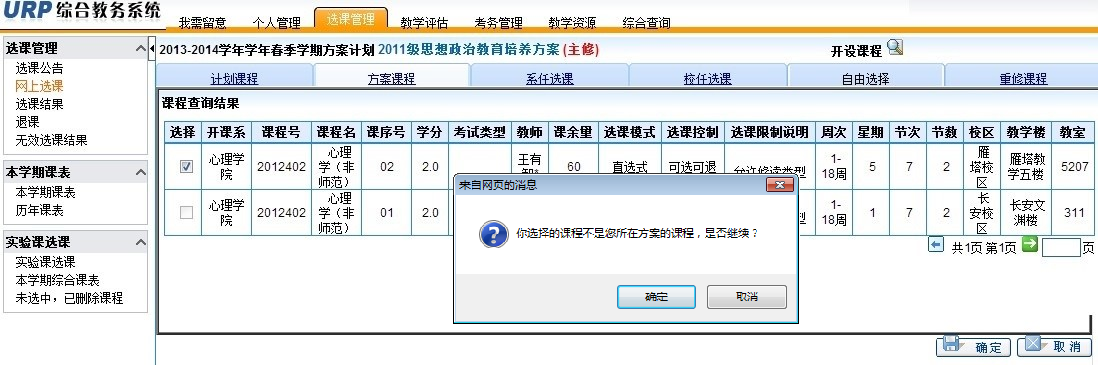 URP 综合教务系统
我需留意 个人管理 选课管理 教学评估 考务管理 教学资源 综合查询
选课管理
选课公告
网上选课
选课结果
退课
无效选课结果
本学期课表
本学期课表
历年课表
实验课选课
实验课选课
本学期综合课表
未选中，已删除课程
2013-2014学年学年春季学期方案计划 2011级思想政治教育培养方案 (主修) 开设课程
计划课程 方案课程 系任选课 校任选课 自由选择 重修课程
课程查询结果
选择 开课系 课程号 课程名 课序号 学分 考试类型 教师 课余量 选课模式 选课控制 选课限制说明 周次 星期 节次 节数 校区 教学楼 教室
心理学院 2012402 心理学（非师范） 02 2.0 王有 60 直选式 可选可退 允许修读类型 1-18周 5 7 2 雁塔校区 雁塔教学五楼 5207
心理学院 2012402 心理学（非师范） 01 2.0 型 1-18周 1 7 2 长安校区 长安文渊楼 311
共1页 第1页 页
来自网页的消息
你选择的课程不是您所在方案的课程，是否继续？
确定 取消
确定 取消